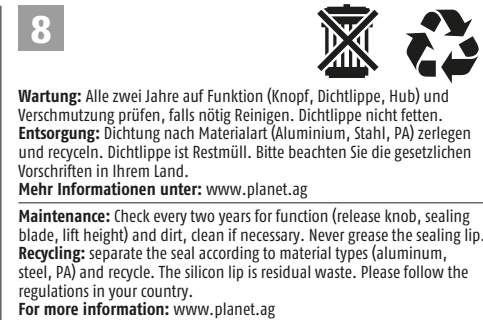 8
Wartung: Alle zwei Jahre auf Funktion (Knopf, Dichtlippe, Hub) und
Verschmutzung prüfen, falls nötig Reinigen. Dichtlippe nicht fetten.
Entsorgung: Dichtung nach Materialart (Aluminium, Stahl, PA) zerlegen
und recyceln. Dichtlippe ist Restmüll. Bitte beachten Sie die gesetzlichen
Vorschriften in Ihrem Land.
Mehr Informationen unter: www.planet.ag
Maintenance: Check every two years for function (release knob, sealing
blade, lift height) and dirt, clean if necessary. Never grease the sealing lip.
Recycling: separate the seal according to material types (aluminum,
steel, PA) and recycle. The silicon lip is residual waste. Please follow the
regulations in your country.
For more information: www.planet.ag